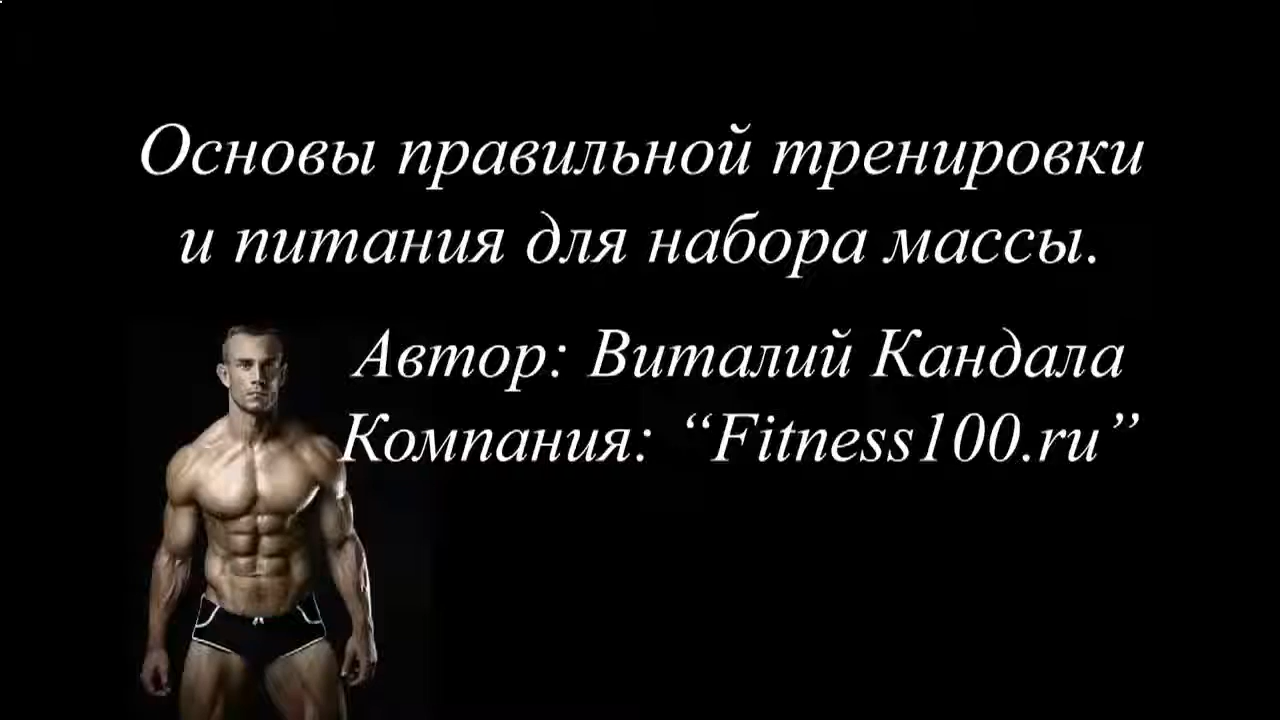 Основы правильной тренировки
и питания для набора массы.
Автор: Виталий Кандала
Компания: “Fitness100.ru”